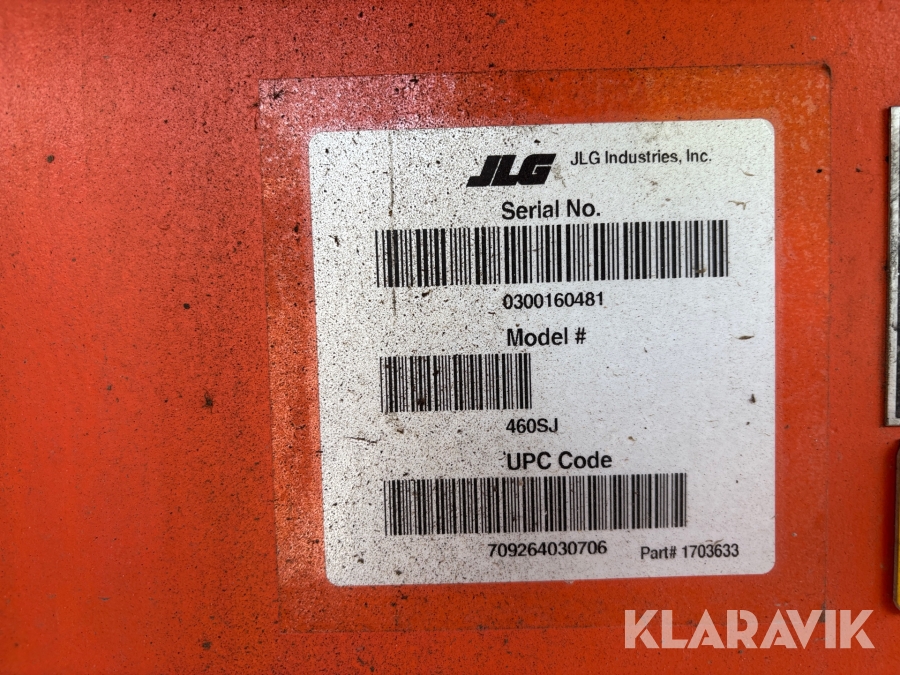 JLG JLG Industries, Inc.
Serial No.
0300160481
Model #
460SJ
UPC Code
709264030706 Part# 1703633
KLARAVIK